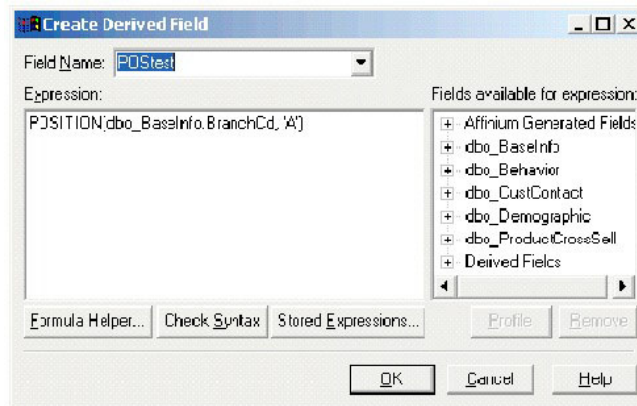 Create Derived Field
Field Name: POStest
Expression:
Fields available for expression:
POSITION(dbo_BaseInfo.BranchCd, 'A')
Affinium Generated Fields
dbo_BaseInfo
dbo_Behavior
dbo_CustContact
dbo_Demographic
dbo_ProductCrossSell
Derived Fields
Formula Helper... Check Syntax Stored Expressions... Profile Remove
OK Cancel Help